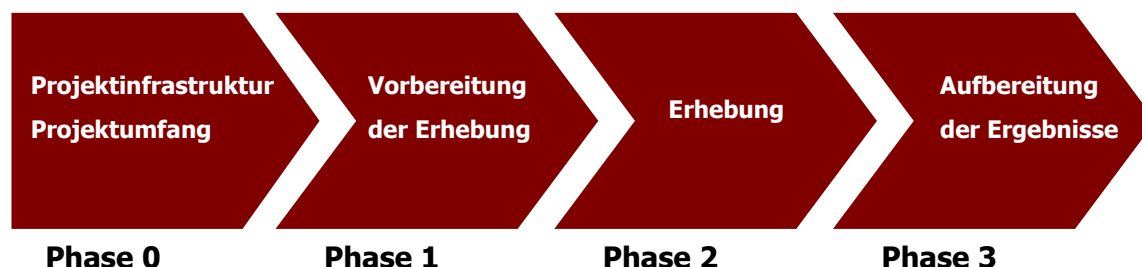 Projektinfrastruktur
Projektumfang
Vorbereitung
der Erhebung
Erhebung
Aufbereitung
der Ergebnisse
Phase 0
Phase 1
Phase 2
Phase 3